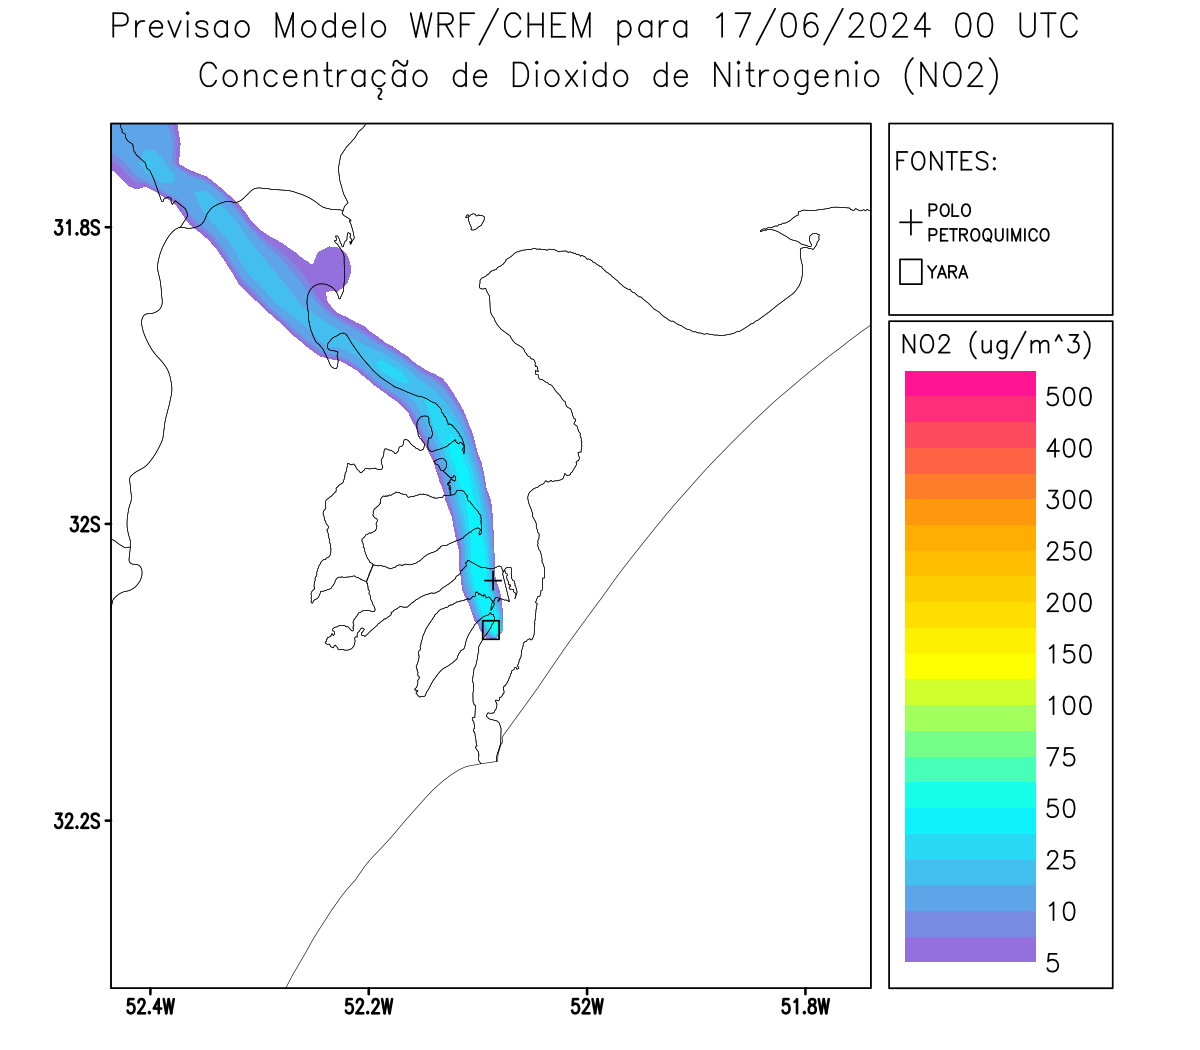 Previsao Modelo WRF/CHEM para 17/06/2024 00 UTC
Concentração de Dioxido de Nitrogenio (NO2)
FONTES:
POLO
PETROQUIMICO
YARA
NO2 (ug/m^3)
500
400
300
250
200
150
100
75
50
25
10
5
31.8S
32S
32.2S
52.4W
52.2W
52W
51.8W